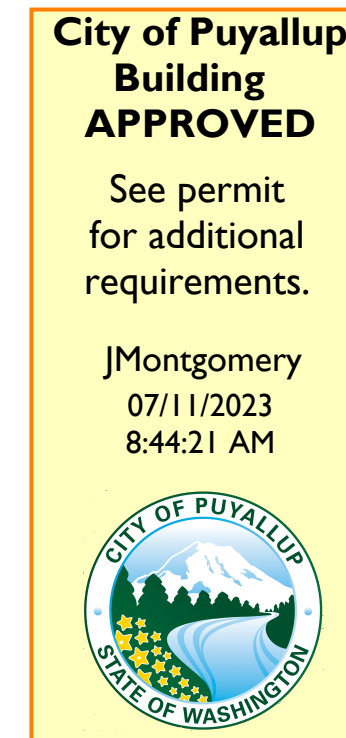 City of Puyallup
Building
APPROVED
See permit
for additional
requirements.
JMontgomery
07/11/2023
8:44:21 AM
CITY OF PUYALLUP
STATE OF WASHINGTON